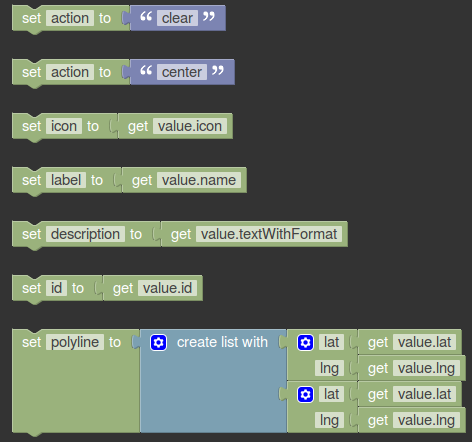 set action to “ clear ”
set action to “ center ”
set icon to get value.icon
set label to get value.name
set description to get value.textWithFormat
set id to get value.id
set polyline to create list with lat get value.lat
lng get value.lng
lat get value.lat
lng get value.lng